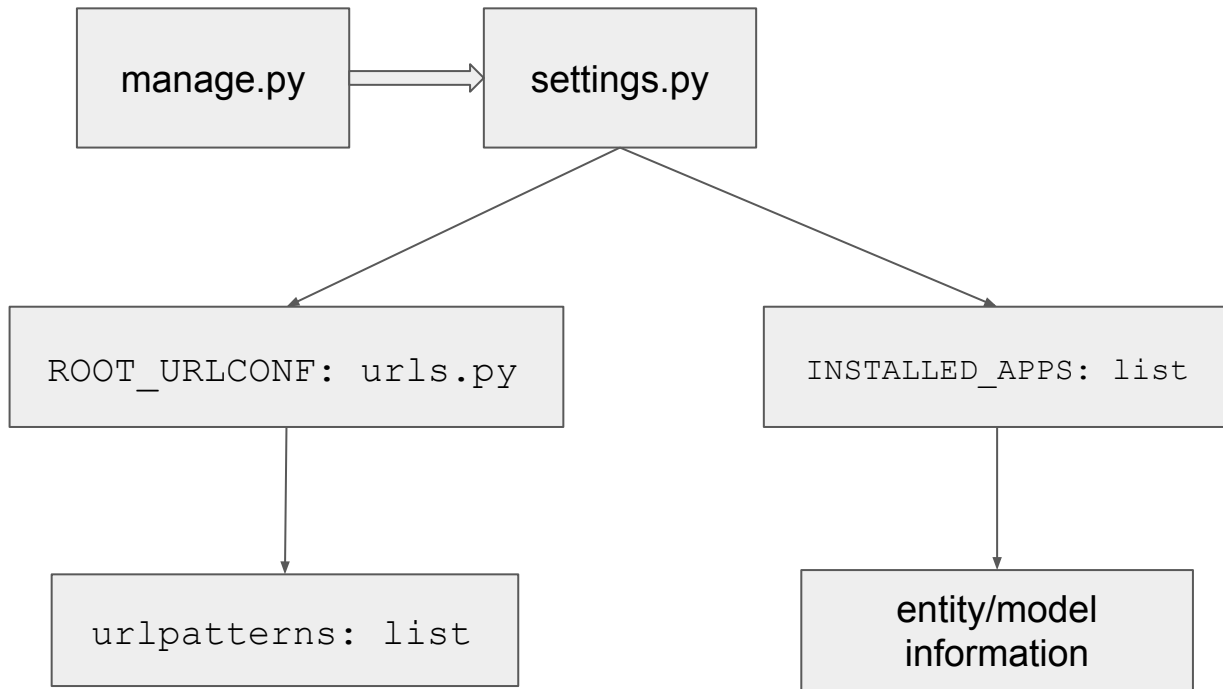 manage.py
settings.py
ROOT_URLCONF: urls.py
INSTALLED_APPS: list
urlpatterns: list
entity/model
information